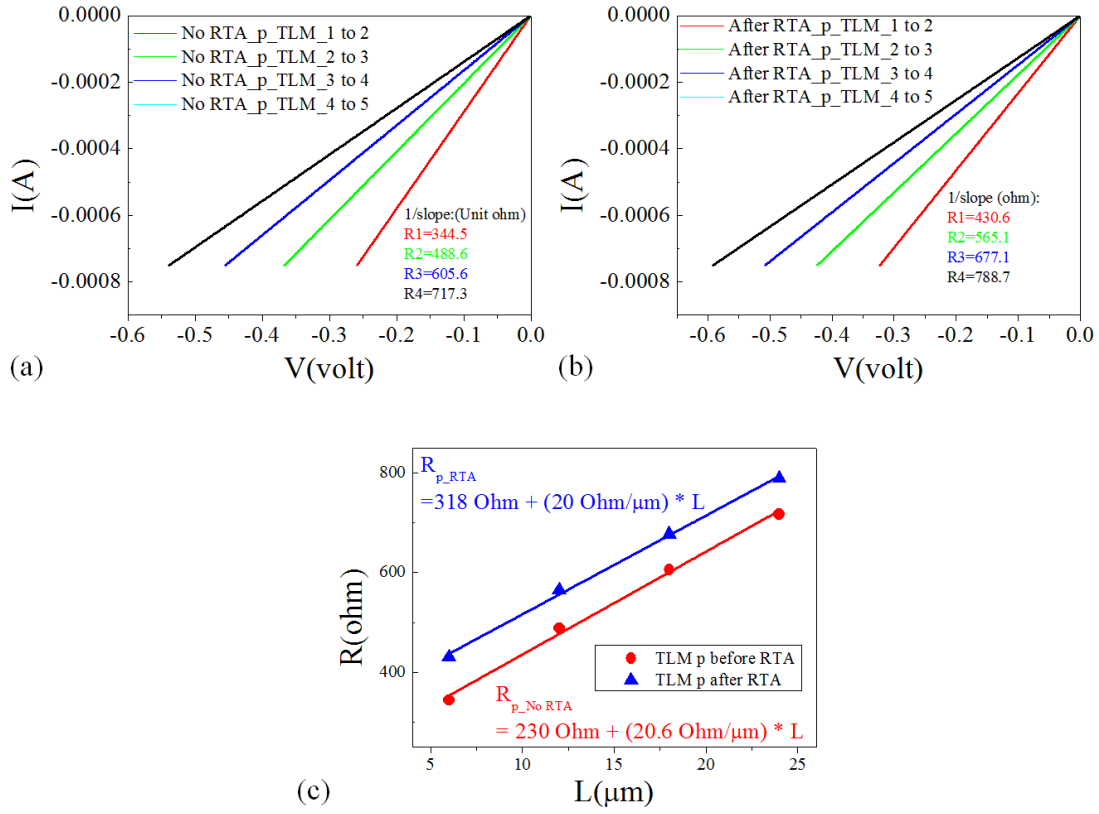 0.0000
-0.0002
-0.0004
-0.0006
-0.0008
I(A)
No RTA_p_TLM_1 to 2
No RTA_p_TLM_2 to 3
No RTA_p_TLM_3 to 4
No RTA_p_TLM_4 to 5
1/slope:(Unit ohm)
R1=344.5
R2=488.6
R3=605.6
R4=717.3
-0.6 -0.5 -0.4 -0.3 -0.2 -0.1 0.0
V(volt)
(a)
0.0000
-0.0002
-0.0004
-0.0006
-0.0008
I(A)
After RTA_p_TLM_1 to 2
After RTA_p_TLM_2 to 3
After RTA_p_TLM_3 to 4
After RTA_p_TLM_4 to 5
1/slope (ohm):
R1=430.6
R2=565.1
R3=677.1
R4=788.7
-0.6 -0.5 -0.4 -0.3 -0.2 -0.1 0.0
V(volt)
(b)
800
600
400
R(ohm)
R p_RTA
=318 Ohm + (20 Ohm/μm) * L
TLM p before RTA
TLM p after RTA
R p_No RTA
= 230 Ohm + (20.6 Ohm/μm) * L
5 10 15 20 25
L(μm)
(c)